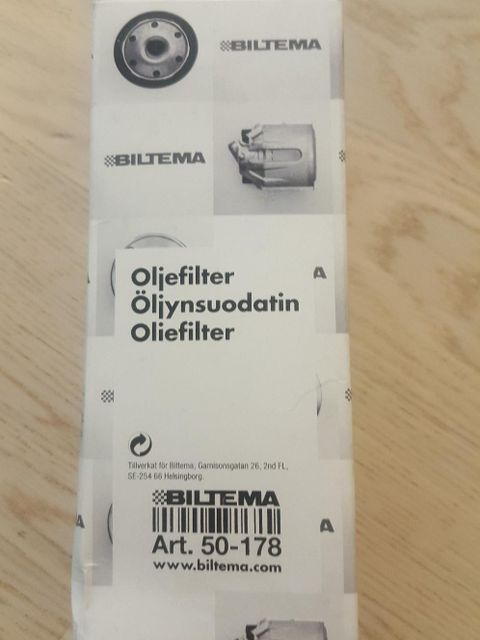 BILTEMA
BILTEMA
A
Oljefilter
Öljynsuodatin
Oliefilter
Tillverkat för Biltema, Garnisonsgatan 26, 2nd FL,
SE-254 66 Helsingborg.
BILTEMA
A
A
Art. 50-178
www.biltema.com